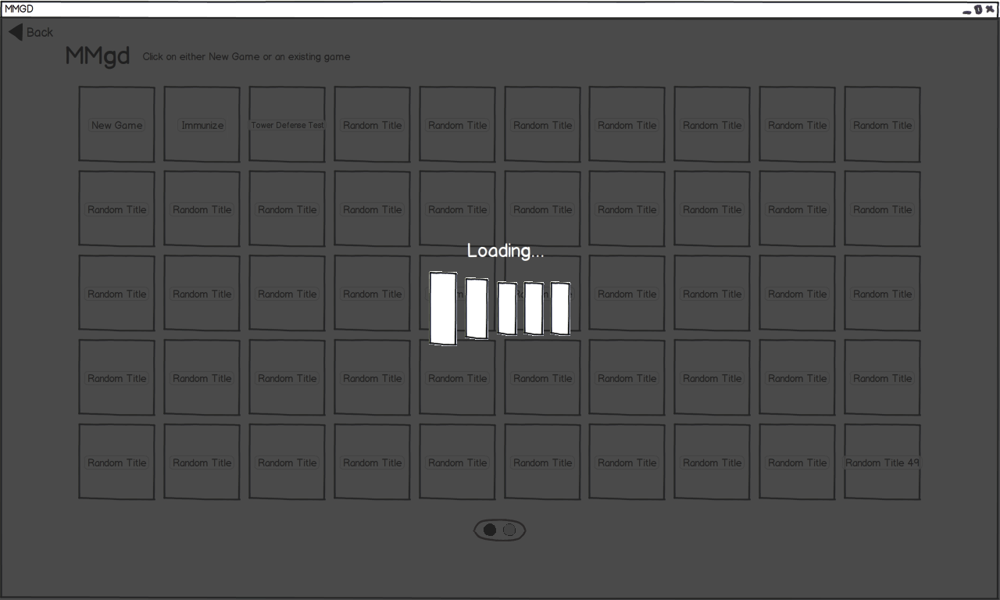 MMGD
Back
MMgd Click on either New Game or an existing game
New Game Immunize Tower Defense Test Random Title Random Title Random Title Random Title Random Title Random Title Random Title
Random Title Random Title Random Title Random Title Random Title Random Title Random Title Random Title Random Title Random Title
Loading...
Random Title Random Title Random Title Random Title Random Title Random Title Random Title Random Title
Random Title Random Title Random Title Random Title Random Title Random Title Random Title Random Title Random Title Random Title
Random Title Random Title Random Title Random Title Random Title Random Title Random Title Random Title Random Title Random Title 49